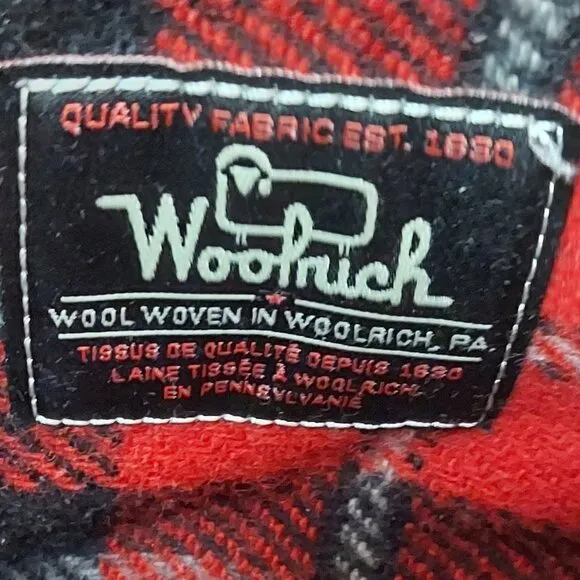 QUALITY FABRIC EST. 1830
Woolrich
WOOL WOVEN IN WOOLRICH, PA.
TISSUS DE QUALITÉ DEPUIS 1830
LAINE TISSÉE À WOOLRICH,
EN PENNSYLVANIE